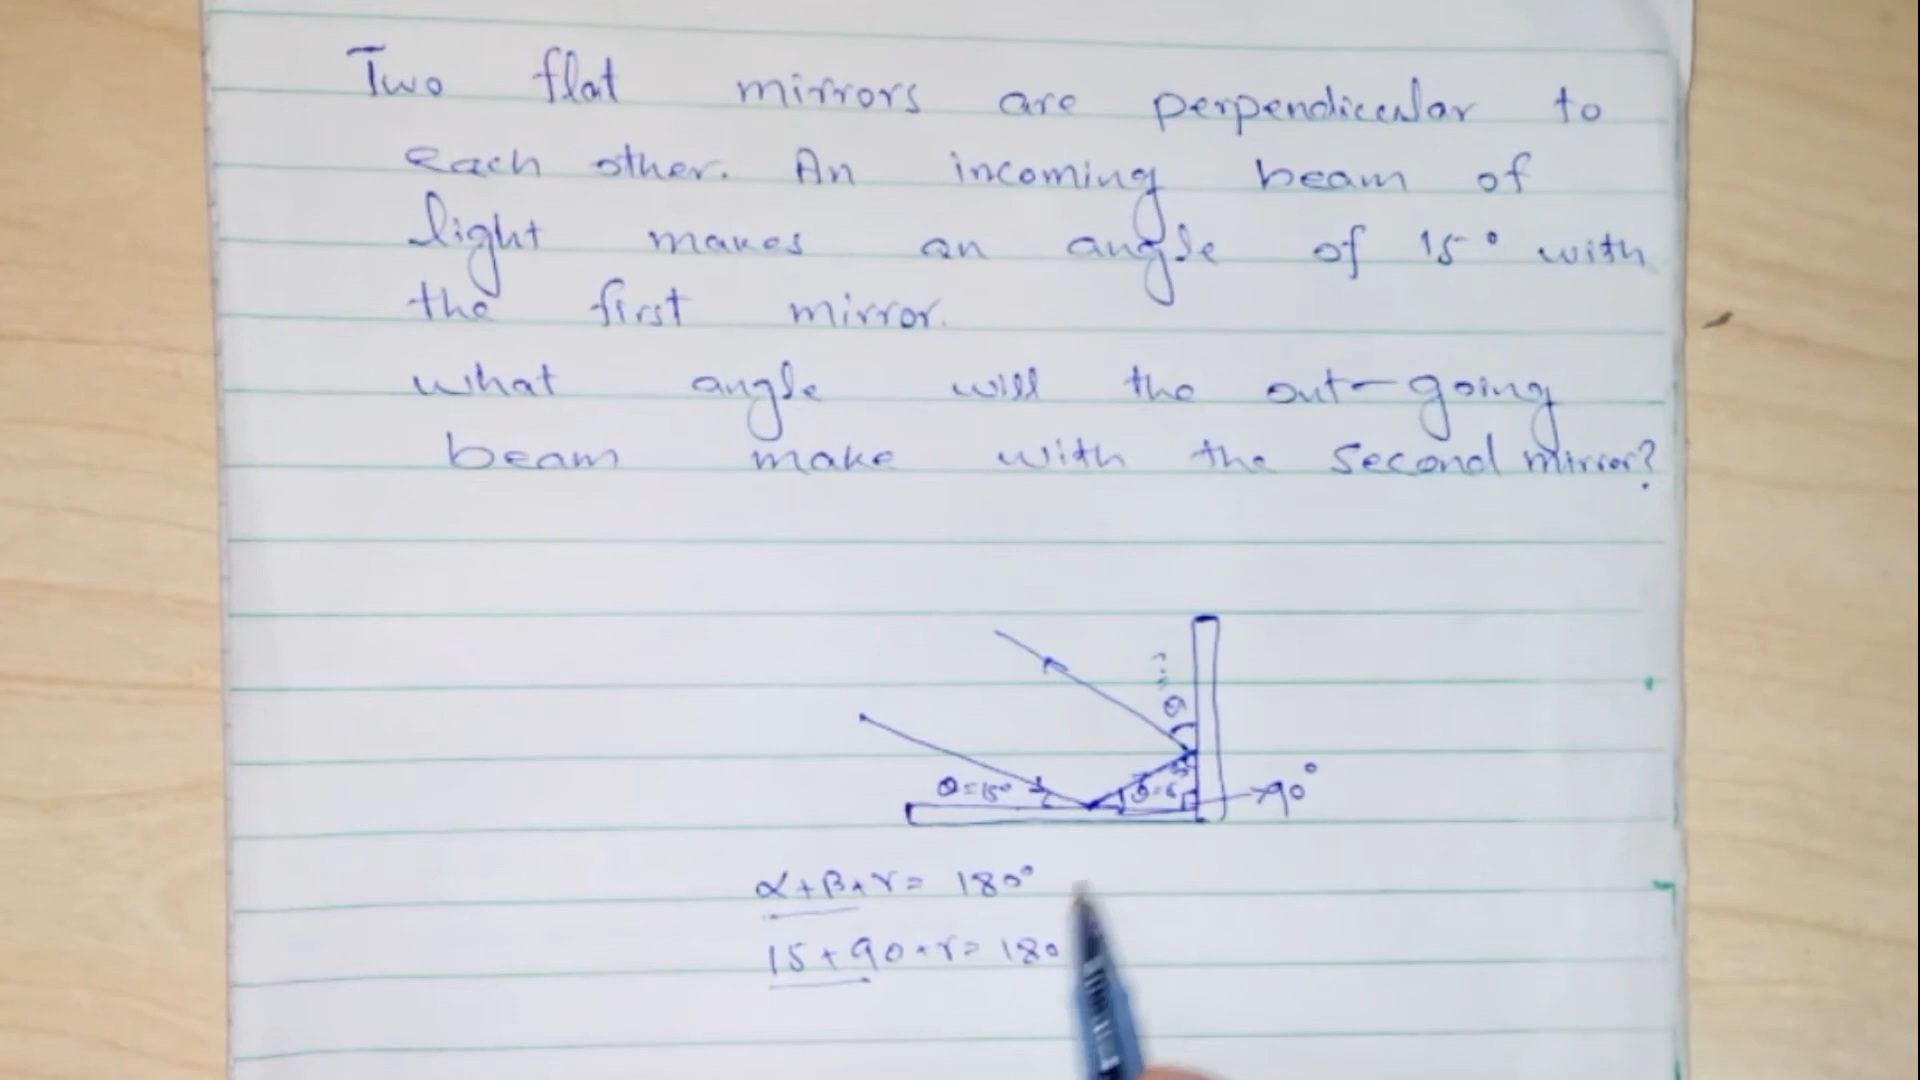 Two flat mirrors are perpendicular to
each other. An incoming beam of
light makes an angle of 15° with
the first mirror.
what angle will the out-going
beam make with the second mirror?
θ = ?
θ=15°
90°
α+β+γ= 180°
15+90+γ= 180